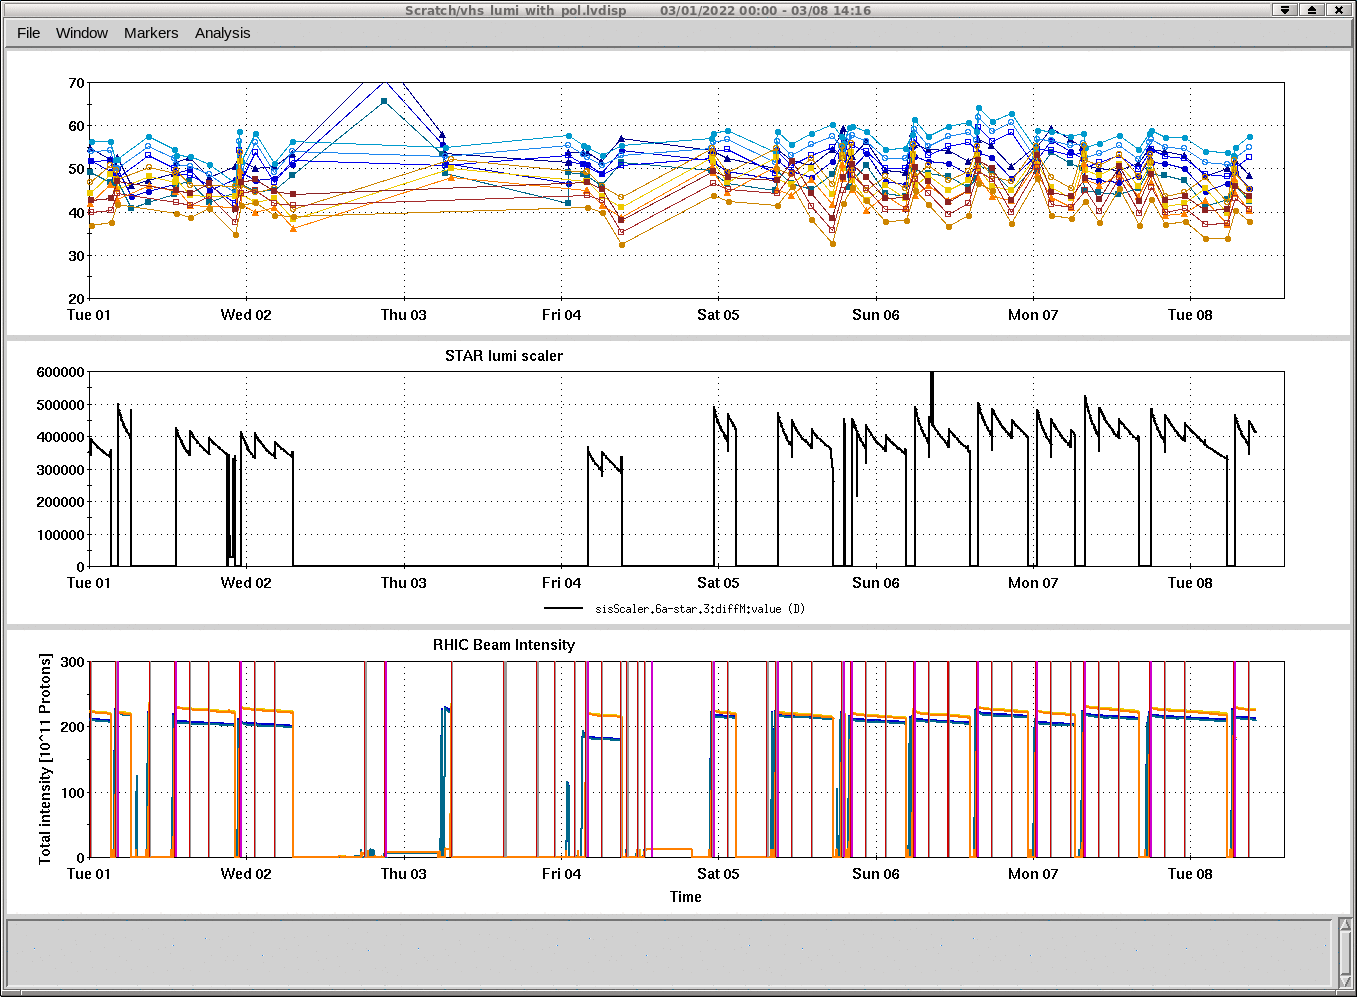 Scratch/vhs_lumi_with_pol.lvdisp 03/01/2022 00:00 - 03/08 14:16
File Window Markers Analysis
70
60
50
40
30
20
Tue 01 Wed 02 Thu 03 Fri 04 Sat 05 Sun 06 Mon 07 Tue 08
STAR lumi scaler
600000
500000
400000
300000
200000
100000
0
Tue 01 Wed 02 Thu 03 Fri 04 Sat 05 Sun 06 Mon 07 Tue 08
sisScaler.6a-star.3:diffM:value (D)
RHIC Beam Intensity
Total intensity [10^11 Protons]
300
200
100
0
Tue 01 Wed 02 Thu 03 Fri 04 Sat 05 Sun 06 Mon 07 Tue 08
Time